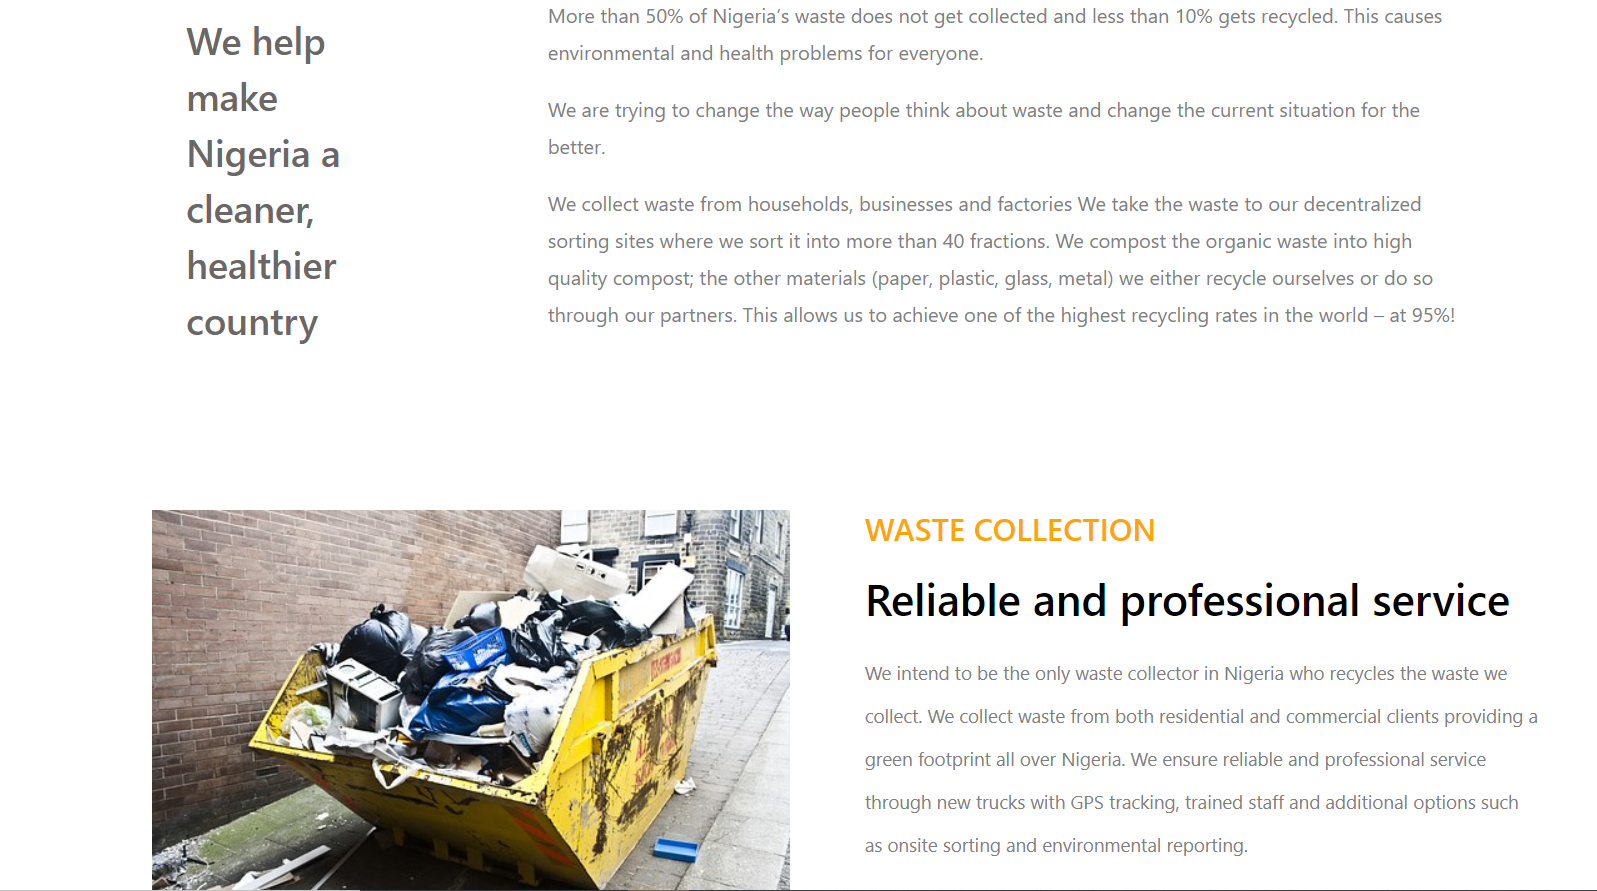 We help
make
Nigeria a
cleaner,
healthier
country
More than 50% of Nigeria’s waste does not get collected and less than 10% gets recycled. This causes
environmental and health problems for everyone.
We are trying to change the way people think about waste and change the current situation for the
better.
We collect waste from households, businesses and factories We take the waste to our decentralized
sorting sites where we sort it into more than 40 fractions. We compost the organic waste into high
quality compost; the other materials (paper, plastic, glass, metal) we either recycle ourselves or do so
through our partners. This allows us to achieve one of the highest recycling rates in the world – at 95%!
WASTE COLLECTION
Reliable and professional service
We intend to be the only waste collector in Nigeria who recycles the waste we
collect. We collect waste from both residential and commercial clients providing a
green footprint all over Nigeria. We ensure reliable and professional service
through new trucks with GPS tracking, trained staff and additional options such
as onsite sorting and environmental reporting.